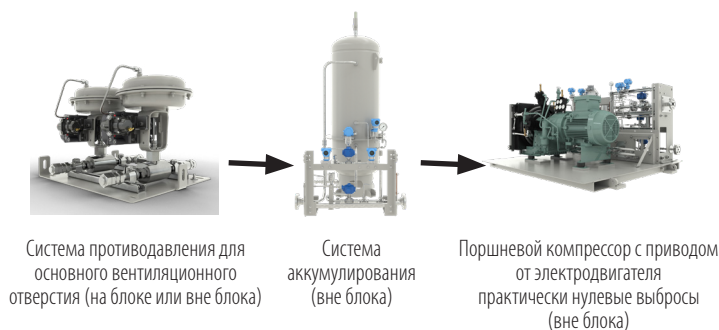 Система противодавления для
основного вентиляционного
отверстия (на блоке или вне блока)
Система
аккумулирования
(вне блока)
Поршневой компрессор с приводом
от электродвигателя
практически нулевые выбросы
(вне блока)